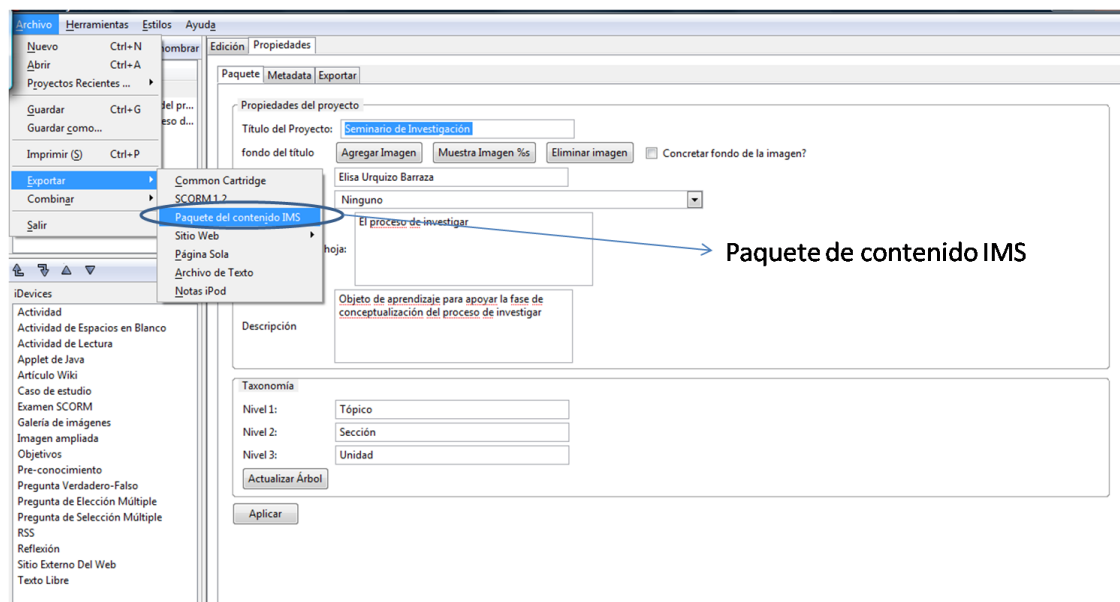 Archivo Herramientas Estilos Ayuda
Nuevo Ctrl+N
Abrir Ctrl+A
Proyectos Recientes ...
Guardar Ctrl+G
Guardar como...
Imprimir (S) Ctrl+P
Exportar
Combinar
Salir
Common Cartridge
SCORM 1.2
Paquete del contenido IMS
Sitio Web
Página Sola
Archivo de Texto
Notas iPod
iDevices
Actividad
Actividad de Espacios en Blanco
Actividad de Lectura
Applet de Java
Artículo Wiki
Caso de estudio
Examen SCORM
Galería de imágenes
Imagen ampliada
Objetivos
Pre-conocimiento
Pregunta Verdadero-Falso
Pregunta de Elección Múltiple
Pregunta de Selección Múltiple
RSS
Reflexión
Sitio Externo Del Web
Texto Libre
Edición Propiedades
Paquete Metadata Exportar
Propiedades del proyecto
Título del Proyecto: Seminario de Investigación
fondo del título Agregar Imagen Muestra Imagen %s Eliminar imagen Concretar fondo de la imagen?
Elisa Urquizo Barraza
Ninguno
El proceso de investigar
hoja:
Objeto de aprendizaje para apoyar la fase de
conceptualización del proceso de investigar
Descripción
Taxonomía
Nivel 1: Tópico
Nivel 2: Sección
Nivel 3: Unidad
Actualizar Árbol
Aplicar
Paquete de contenido IMS